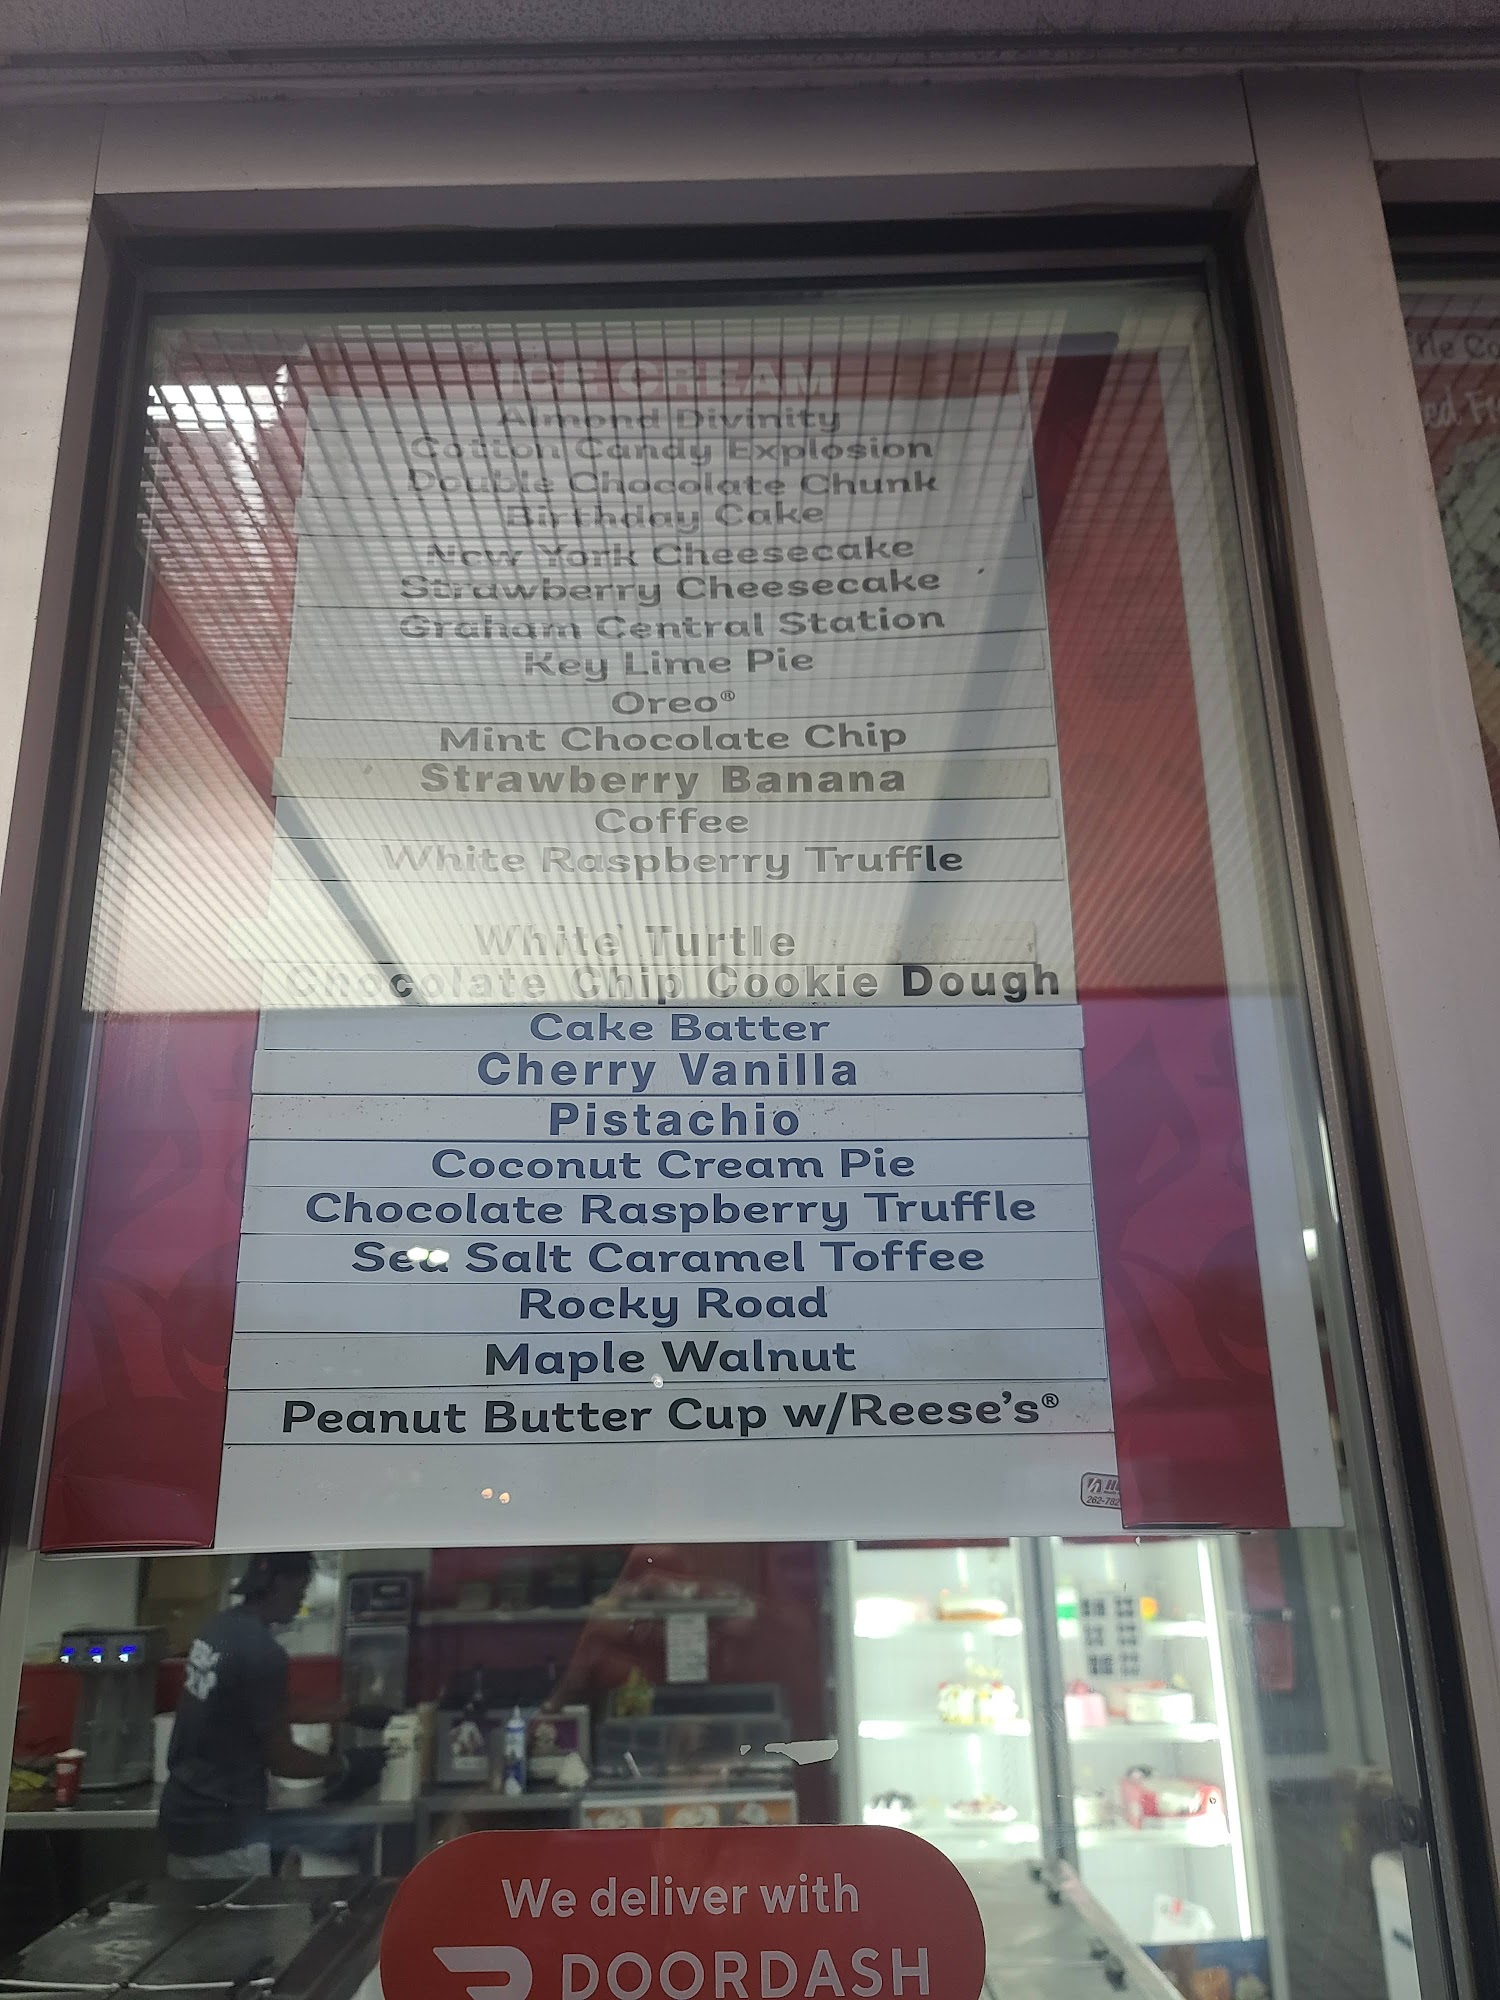 ICE CREAM
Almond Divinity
Cotton Candy Explosion
Double Chocolate Chunk
Birthday Cake
New York Cheesecake
Strawberry Cheesecake
Graham Central Station
Key Lime Pie
Oreo®
Mint Chocolate Chip
Strawberry Banana
Coffee
White Raspberry Truffle
White Turtle
Chocolate Chip Cookie Dough
Cake Batter
Cherry Vanilla
Pistachio
Coconut Cream Pie
Chocolate Raspberry Truffle
Sea Salt Caramel Toffee
Rocky Road
Maple Walnut
Peanut Butter Cup w/Reese's®
262-782
We deliver with
DOORDASH